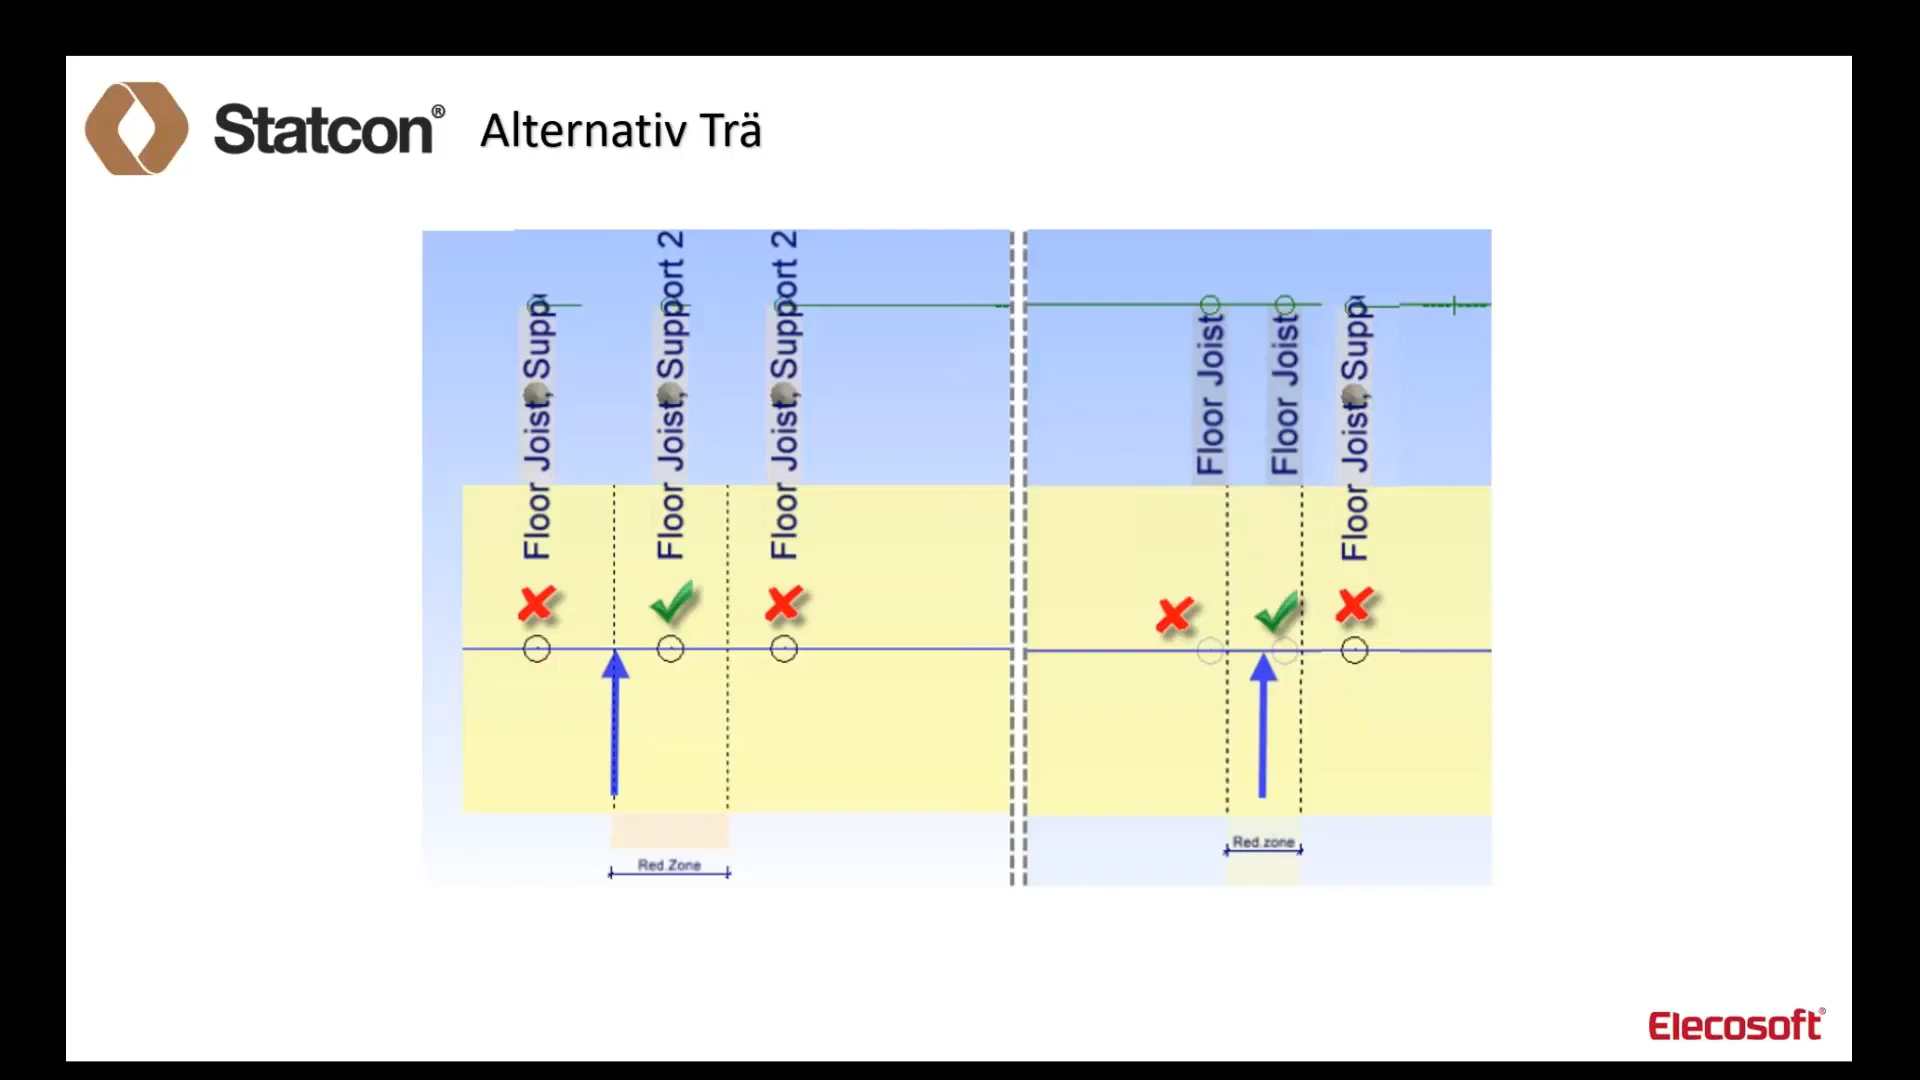 Statcon®
Alternativ Trä
Floor Joist, Supp
Floor Joist, Support 2
Floor Joist, Support 2
Floor Joist
Floor Joist
Floor Joist, Supp
Red.Zone
Red.zone
Elecosoft®